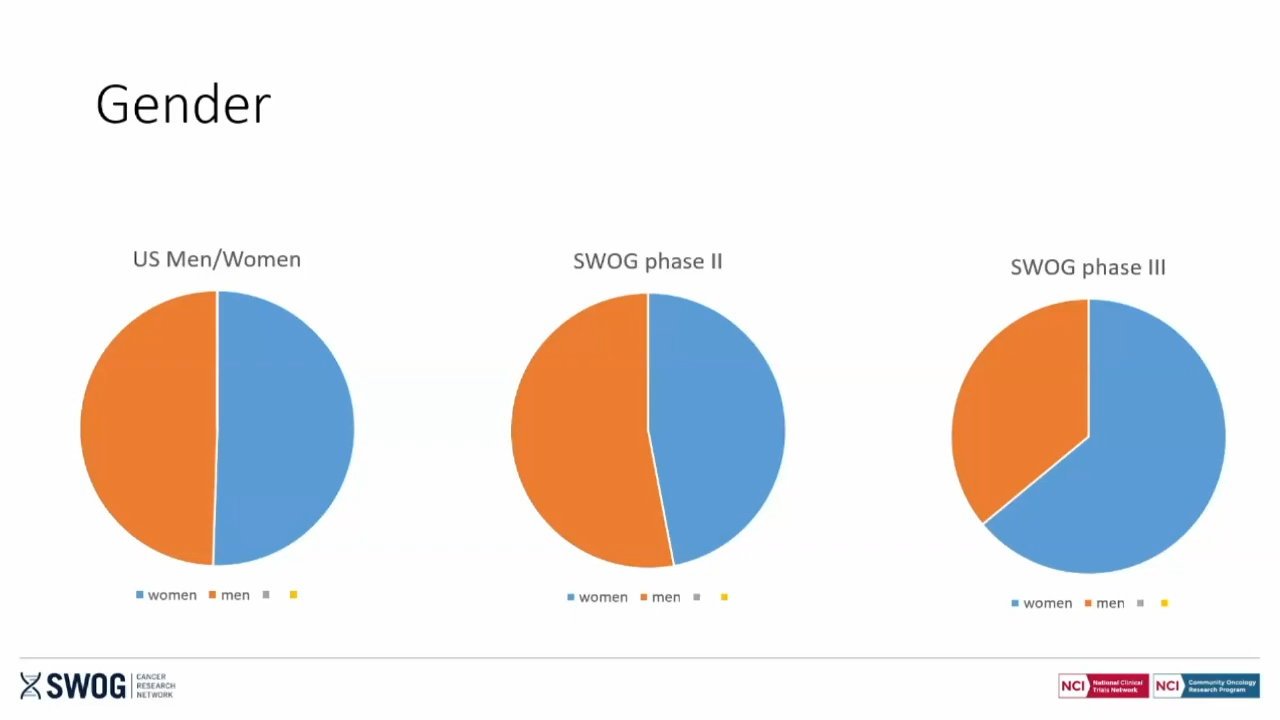 Gender
US Men/Women
women men
SWOG phase II
women men
SWOG phase III
women men
SWOG
CANCER
RESEARCH
NETWORK
NCI
National Clinical
Trials Network
NCI
Community Oncology
Research Program